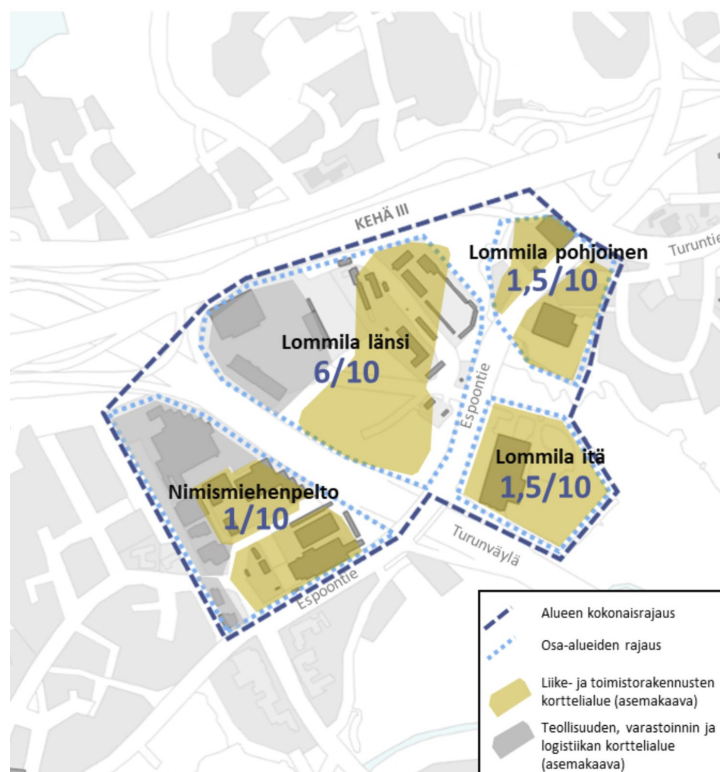 KEHÄ III
Lommila pohjoinen
1,5/10
Turuntie
Lommila länsi
6/10
Espoontie
Lommila itä
1,5/10
Nimismiehenpelto
1/10
Turunväylä
Espoontie
Alueen kokonaisrajaus
Osa-alueiden rajaus
Liike- ja toimistorakennusten
korttelialue (asemakaava)
Teollisuuden, varastoinnin ja
logistiikan korttelialue
(asemakaava)